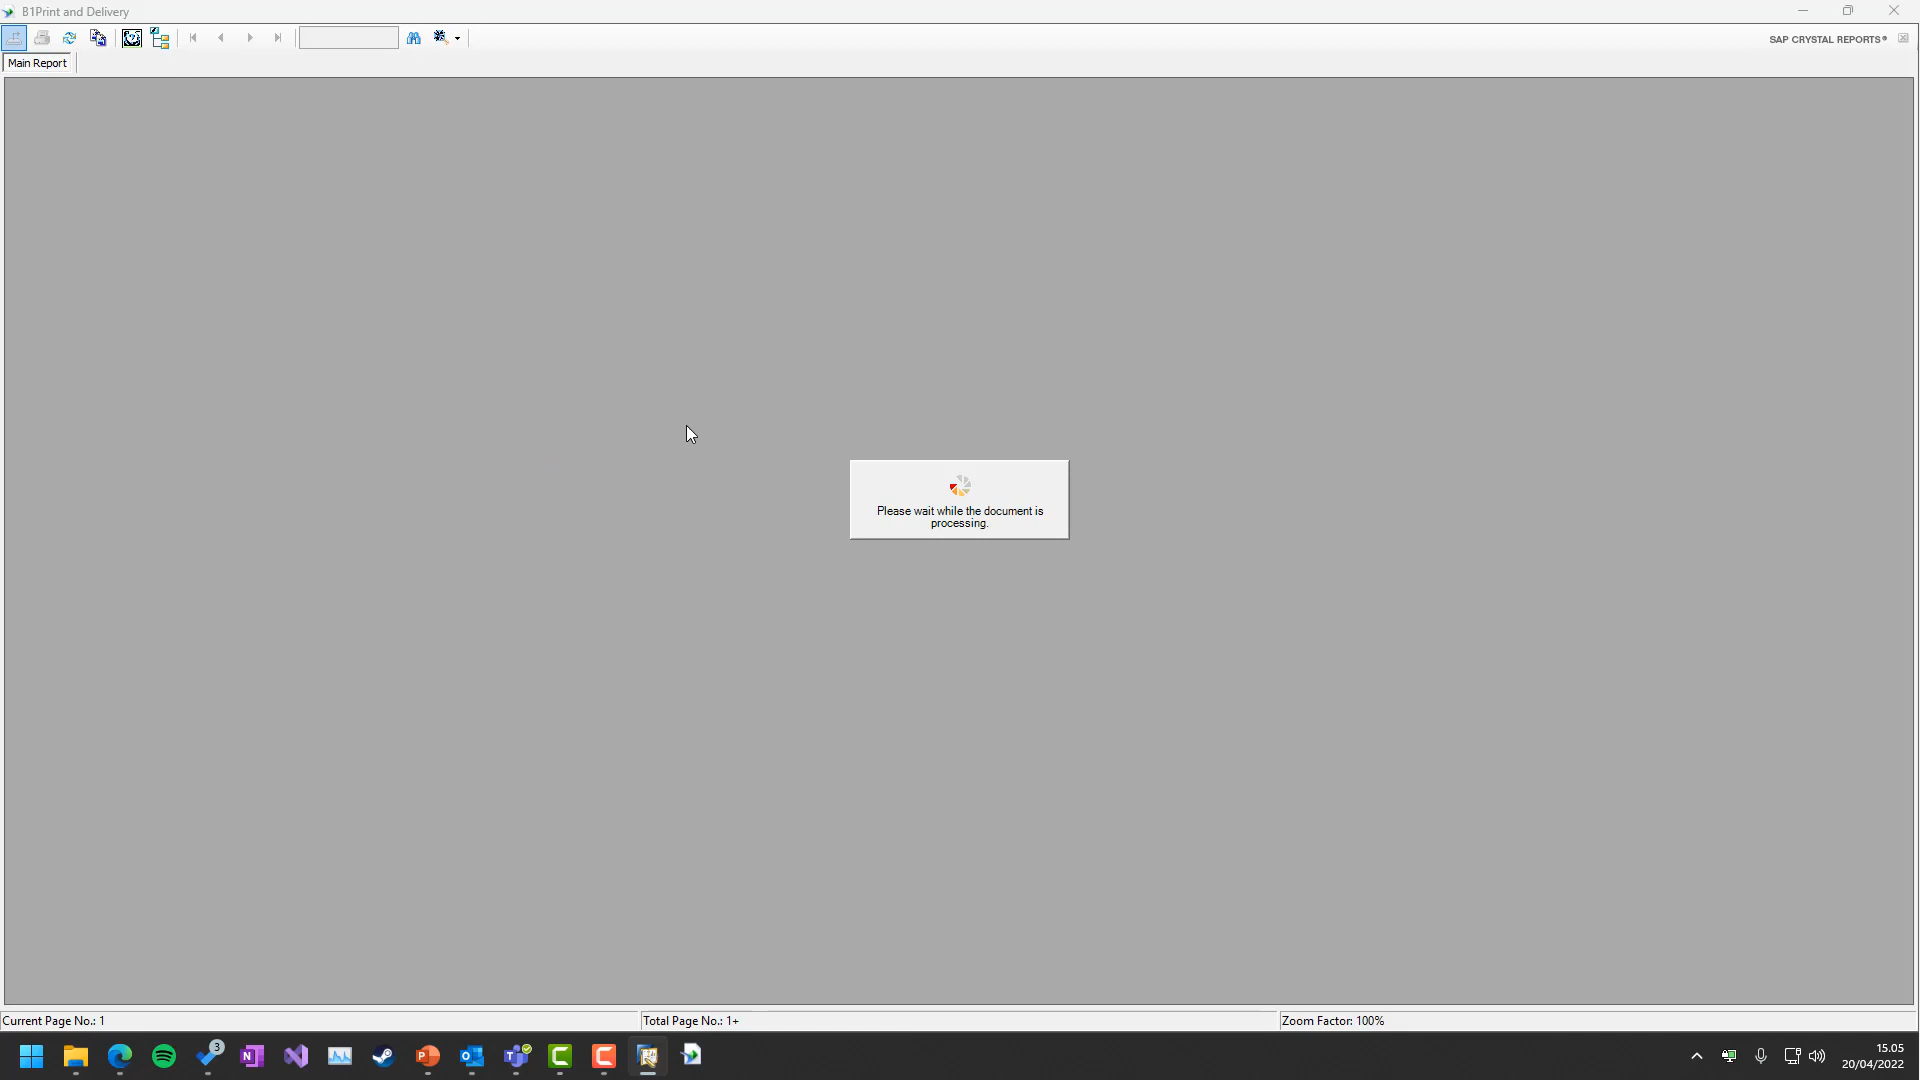 B1Print and Delivery
SAP CRYSTAL REPORTS®
Main Report
Please wait while the document is
processing.
Current Page No.: 1
Total Page No.: 1+
Zoom Factor: 100%
3
N
15.05
20/04/2022